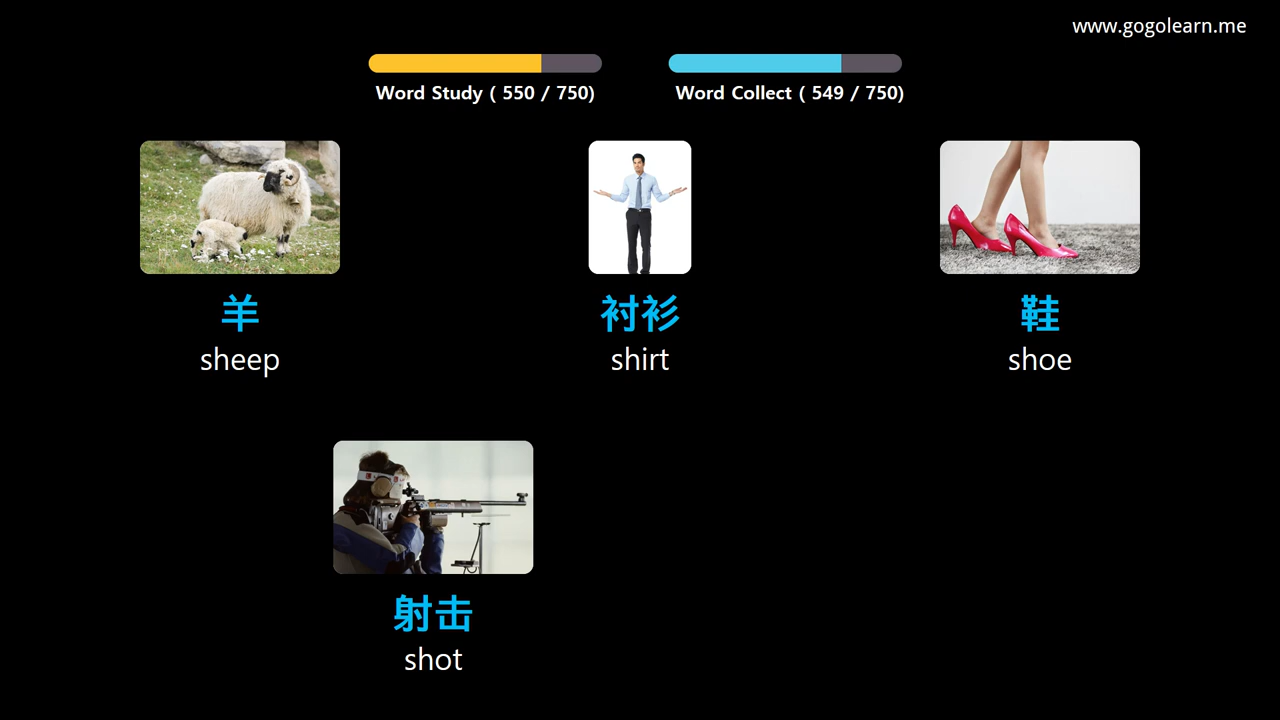 www.gogolearn.me
Word Study ( 550 / 750)
Word Collect ( 549 / 750)
羊
sheep
衬衫
shirt
鞋
shoe
射击
shot